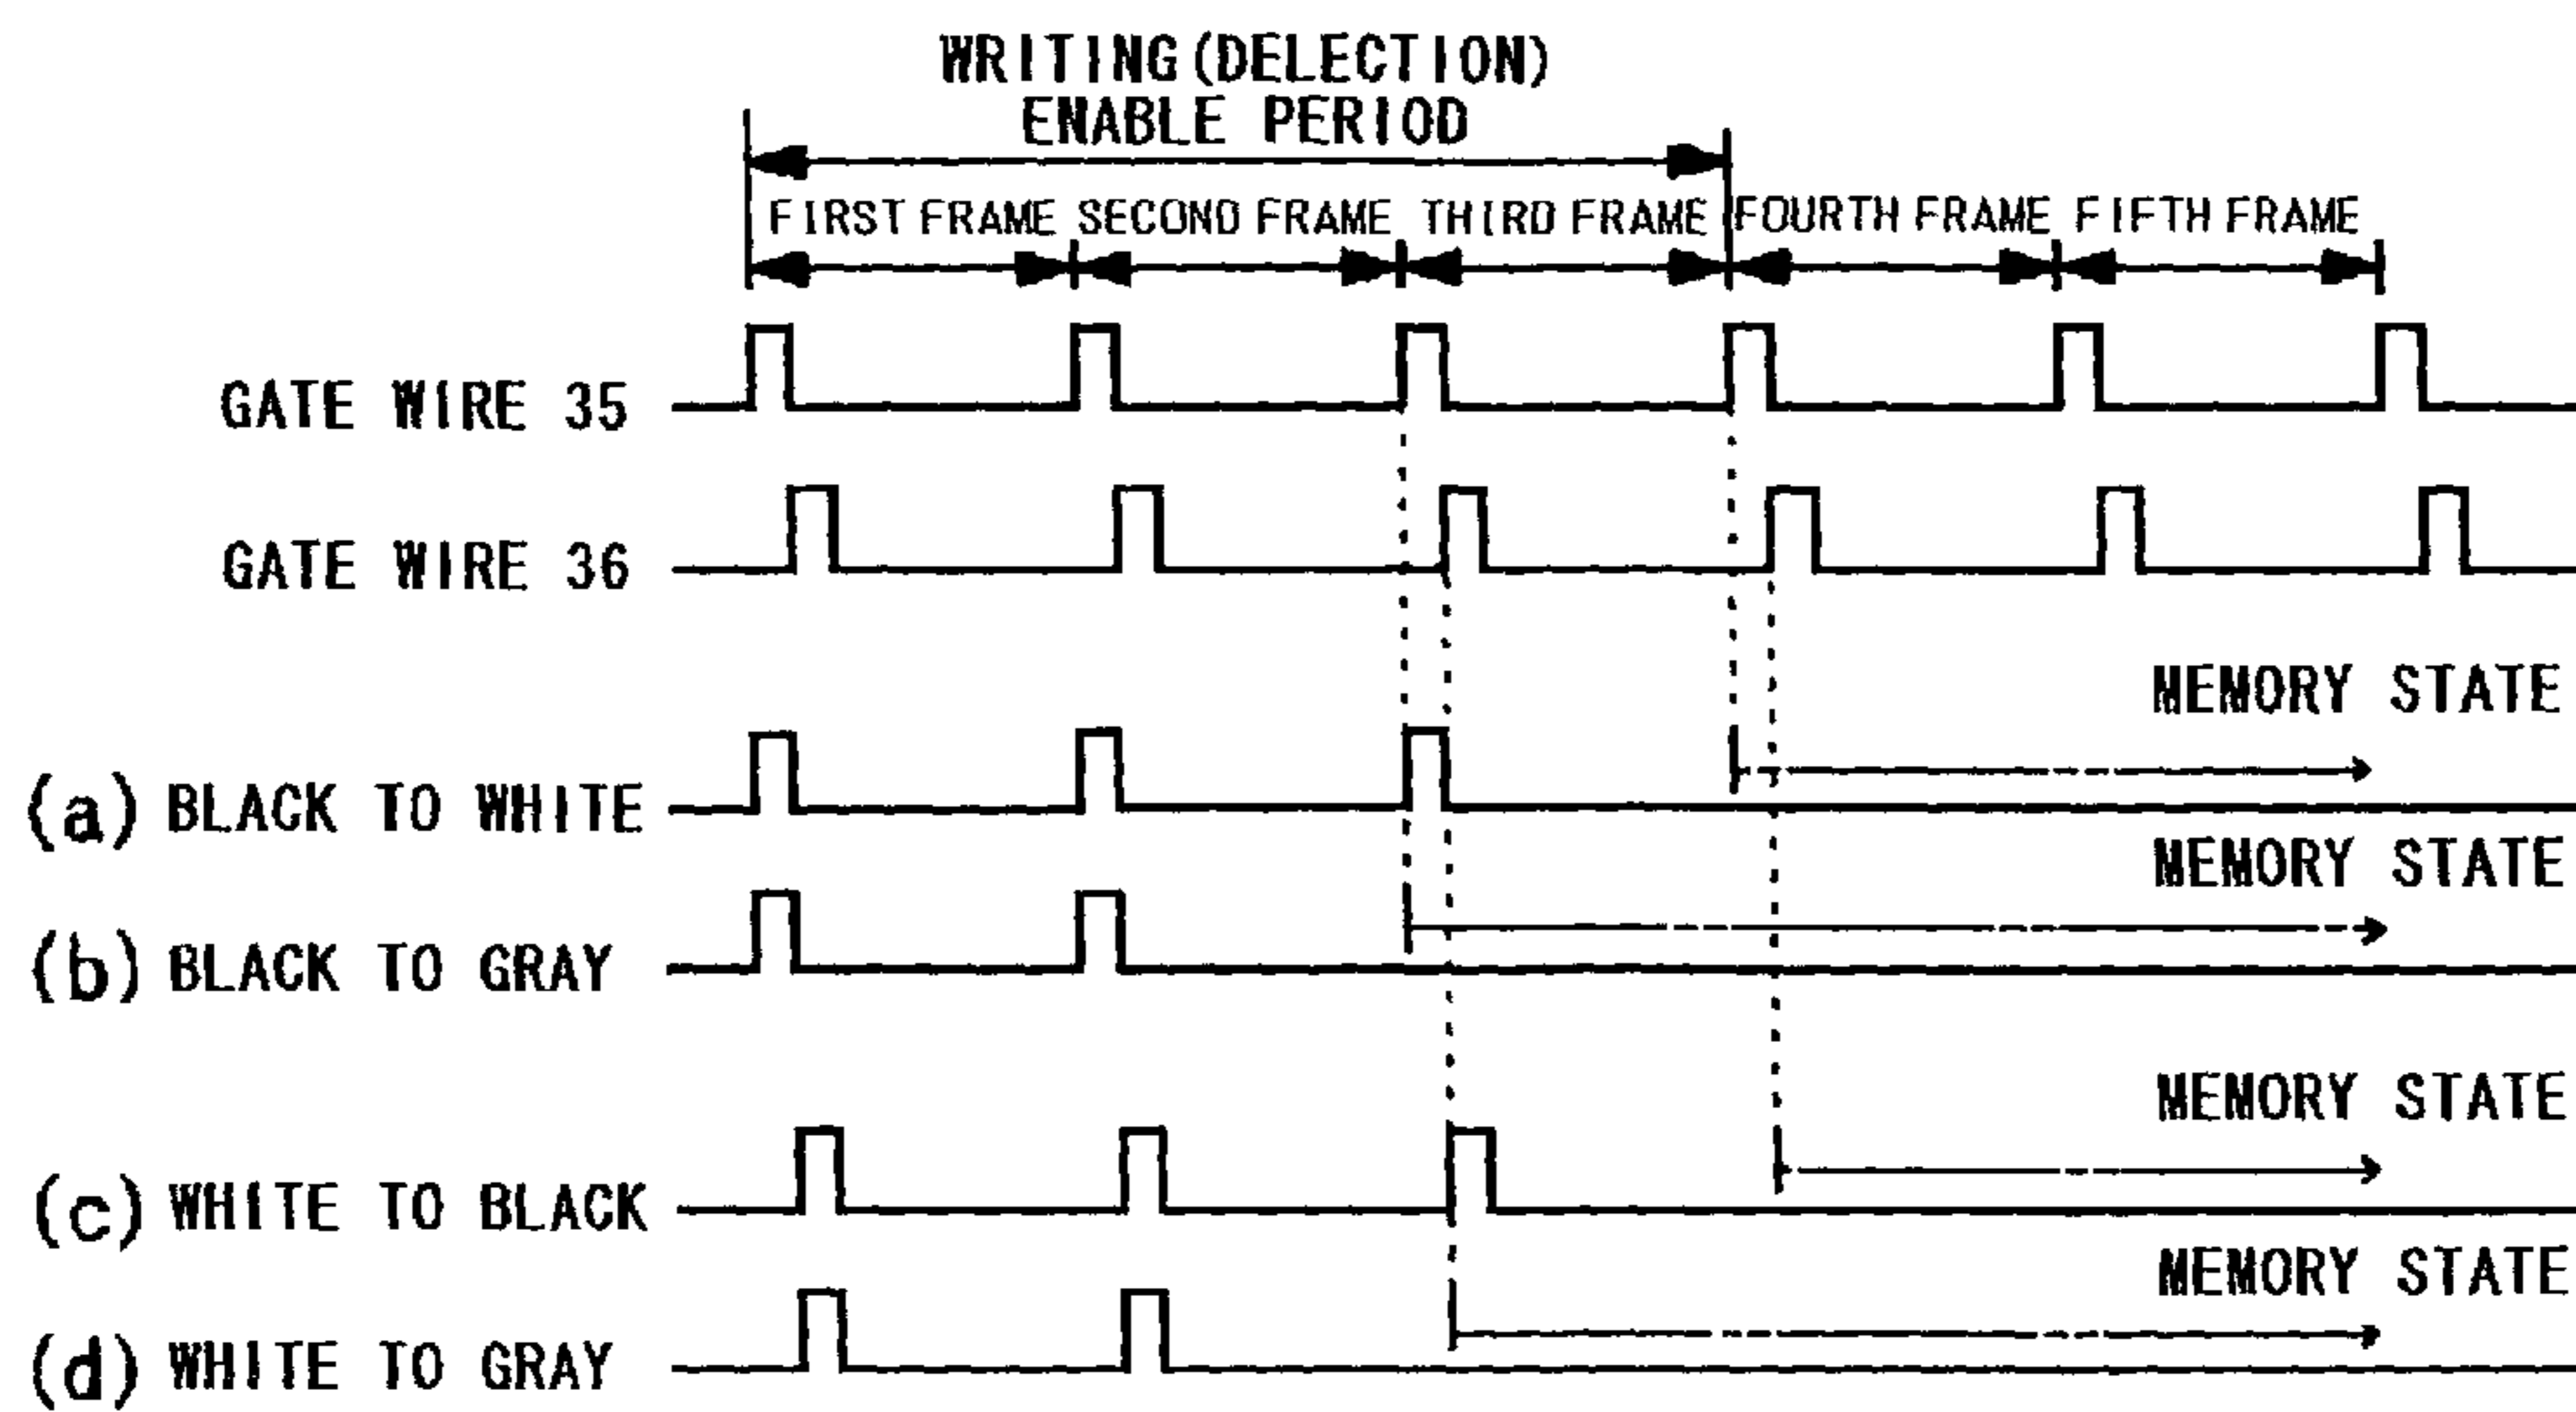 WRITING(DELECTION)
ENABLE PERIOD
FIRST FRAME SECOND FRAME THIRD FRAME FOURTH FRAME FIFTH FRAME
GATE WIRE 35
GATE WIRE 36
MEMORY STATE
(a) BLACK TO WHITE
MEMORY STATE
(b) BLACK TO GRAY
MEMORY STATE
(c) WHITE TO BLACK
MEMORY STATE
(d) WHITE TO GRAY